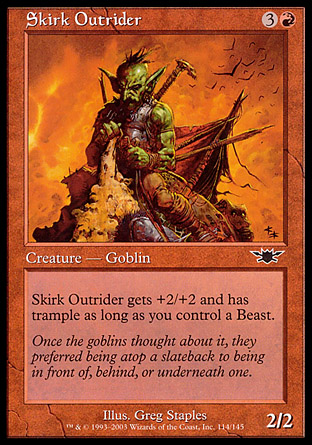 Skirk Outrider 3
Creature — Goblin
Skirk Outrider gets +2/+2 and has
trample as long as you control a Beast.
Once the goblins thought about it, they
preferred being atop a slateback to being
in front of, behind, or underneath one.
Illus. Greg Staples
™ & © 1993-2003 Wizards of the Coast, Inc. 114/145
2/2